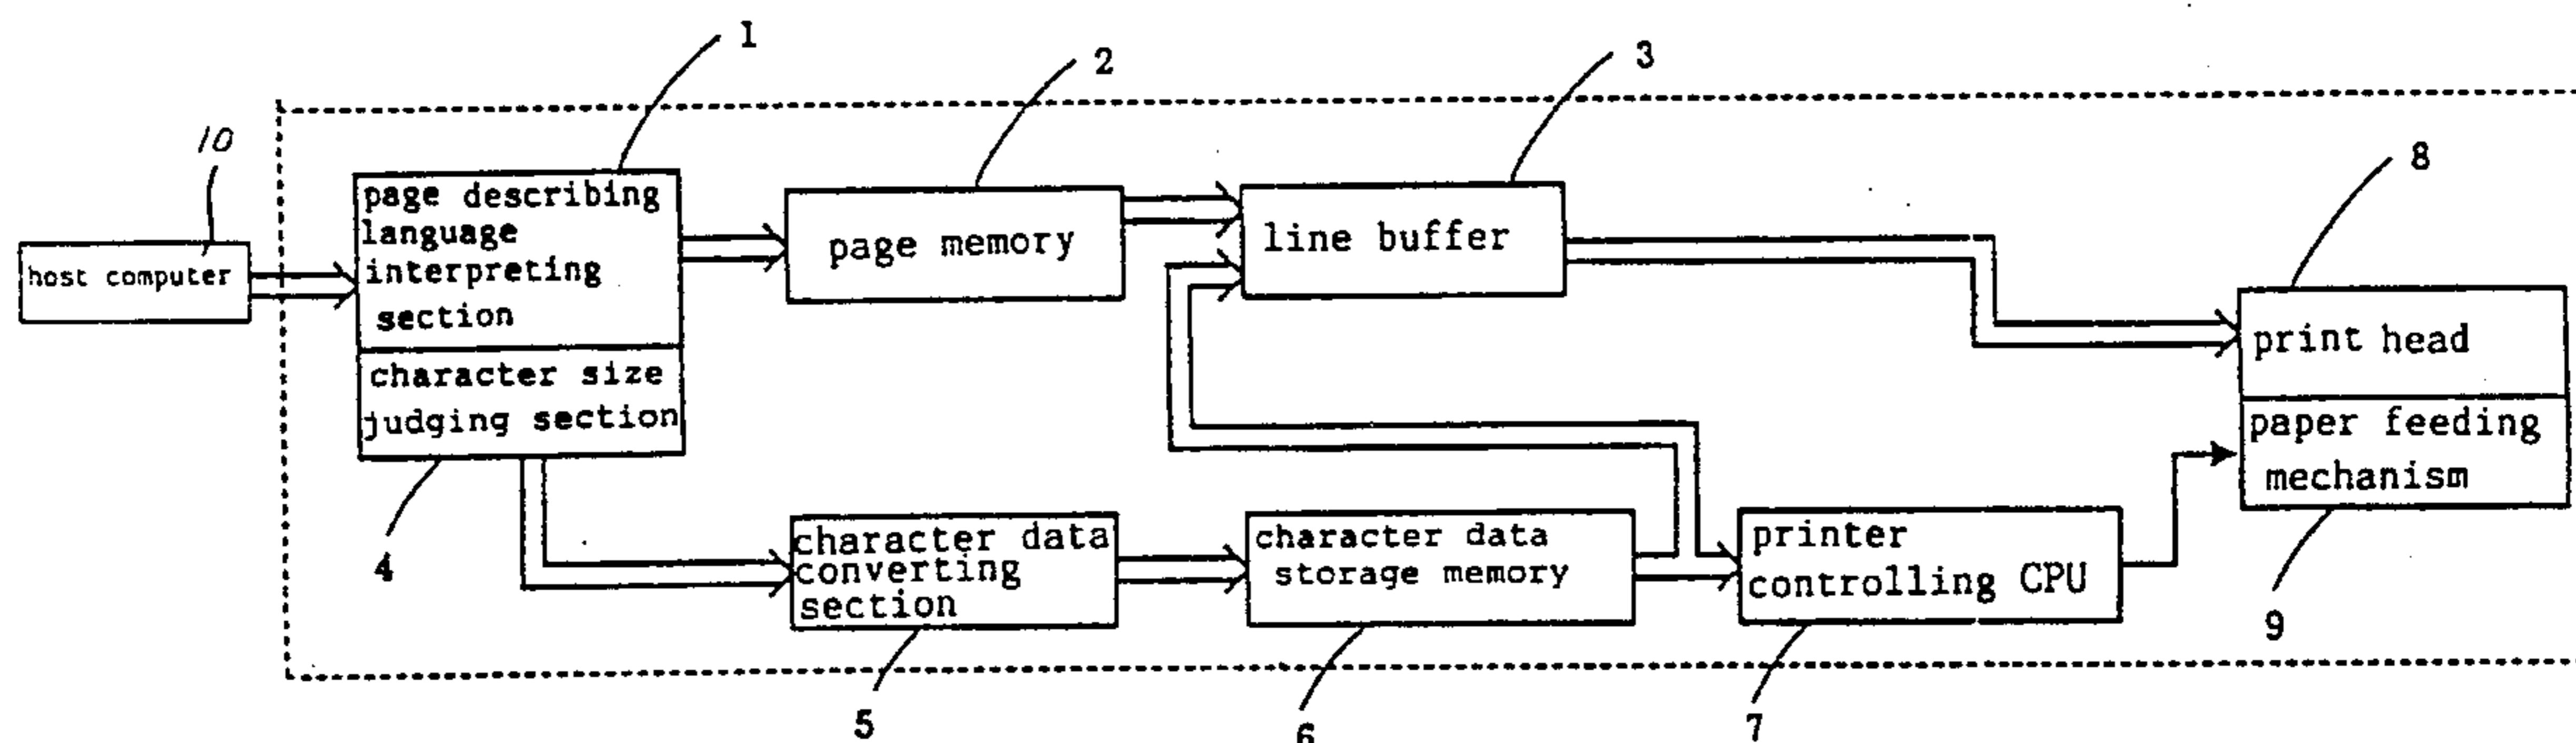 1
2
3
10
8
page describing
language
interpreting
section
page memory
line buffer
host computer
print head
character size
judging section
paper feeding
mechanism
4
character data
converting
section
character data
storage memory
printer
controlling CPU
9
5
6
7